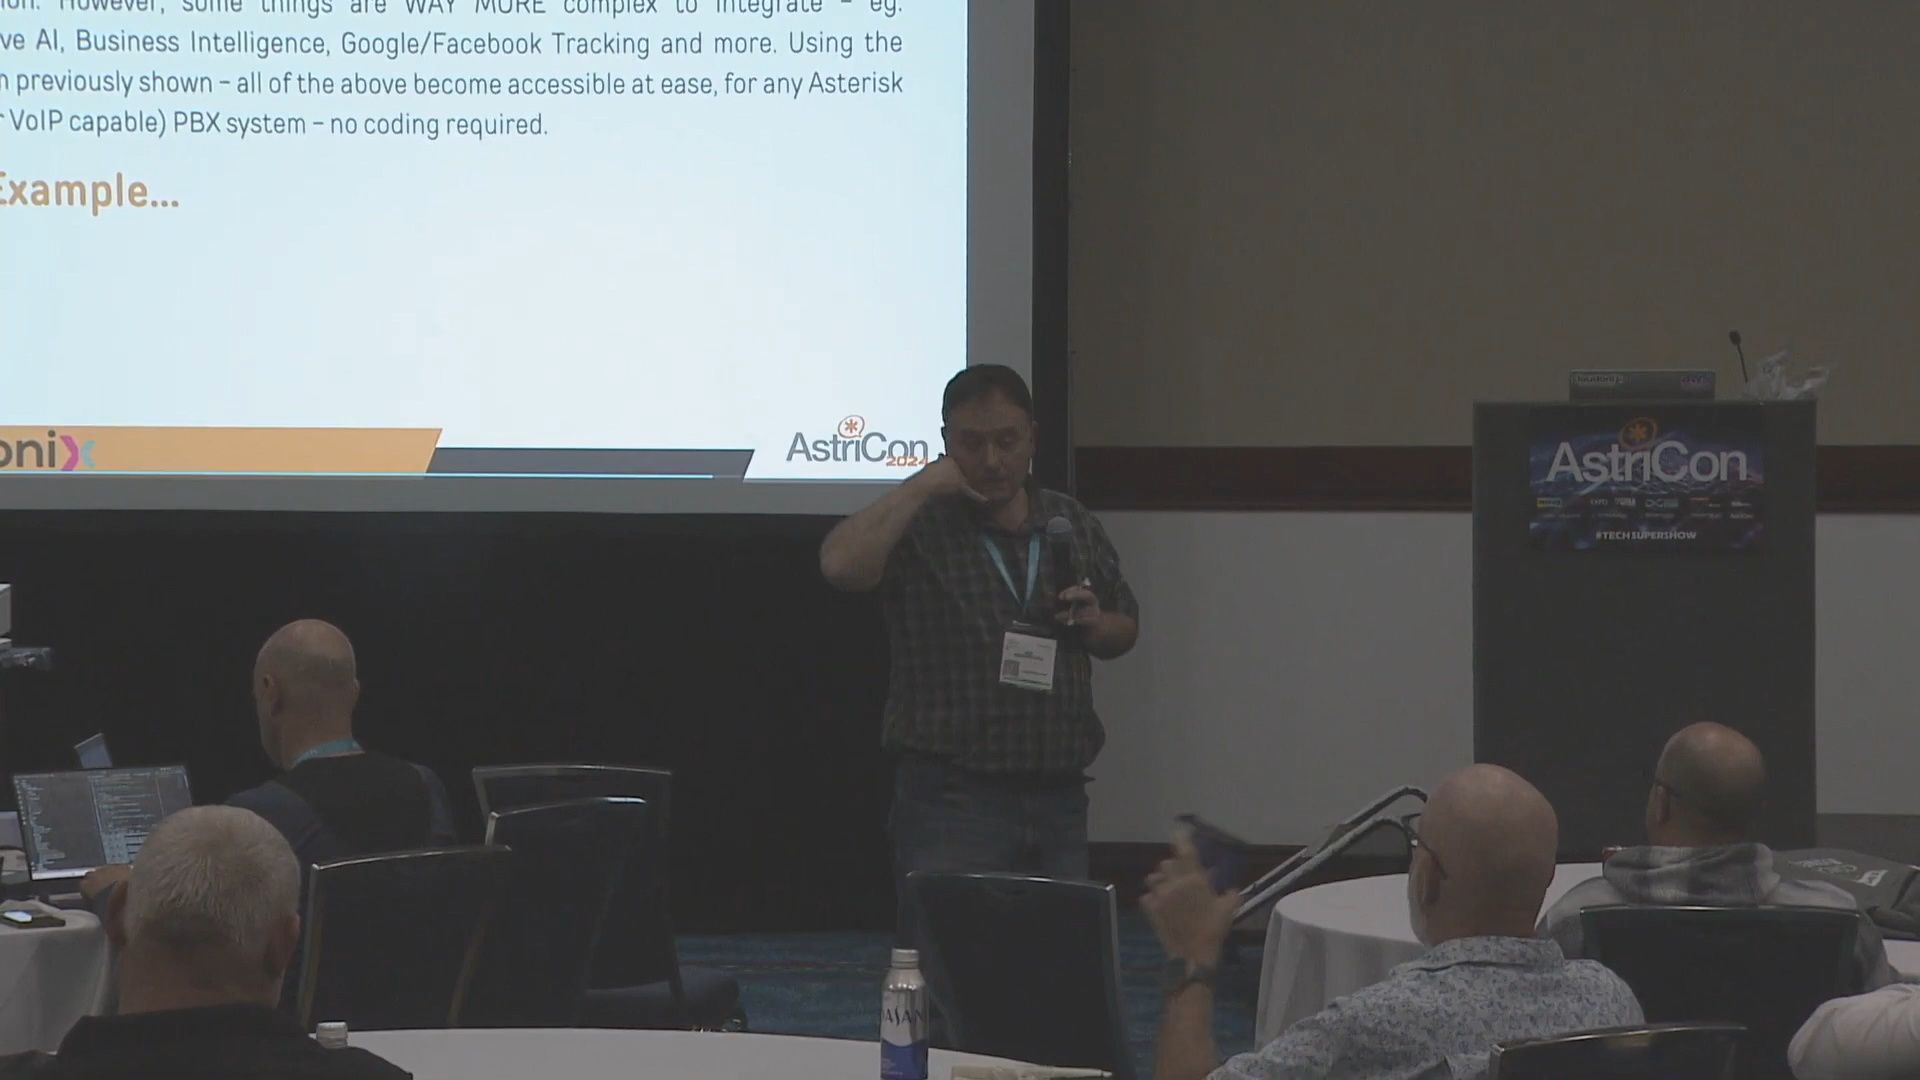 However, some things are WAY MORE complex to integrate – eg.
ve AI, Business Intelligence, Google/Facebook Tracking and more. Using the
n previously shown – all of the above become accessible at ease, for any Asterisk
r VoIP capable) PBX system – no coding required.
Example...
onix
AstriCon
2024
AstriCon
EXPO
#TECHSUPERSHOW
DASANI